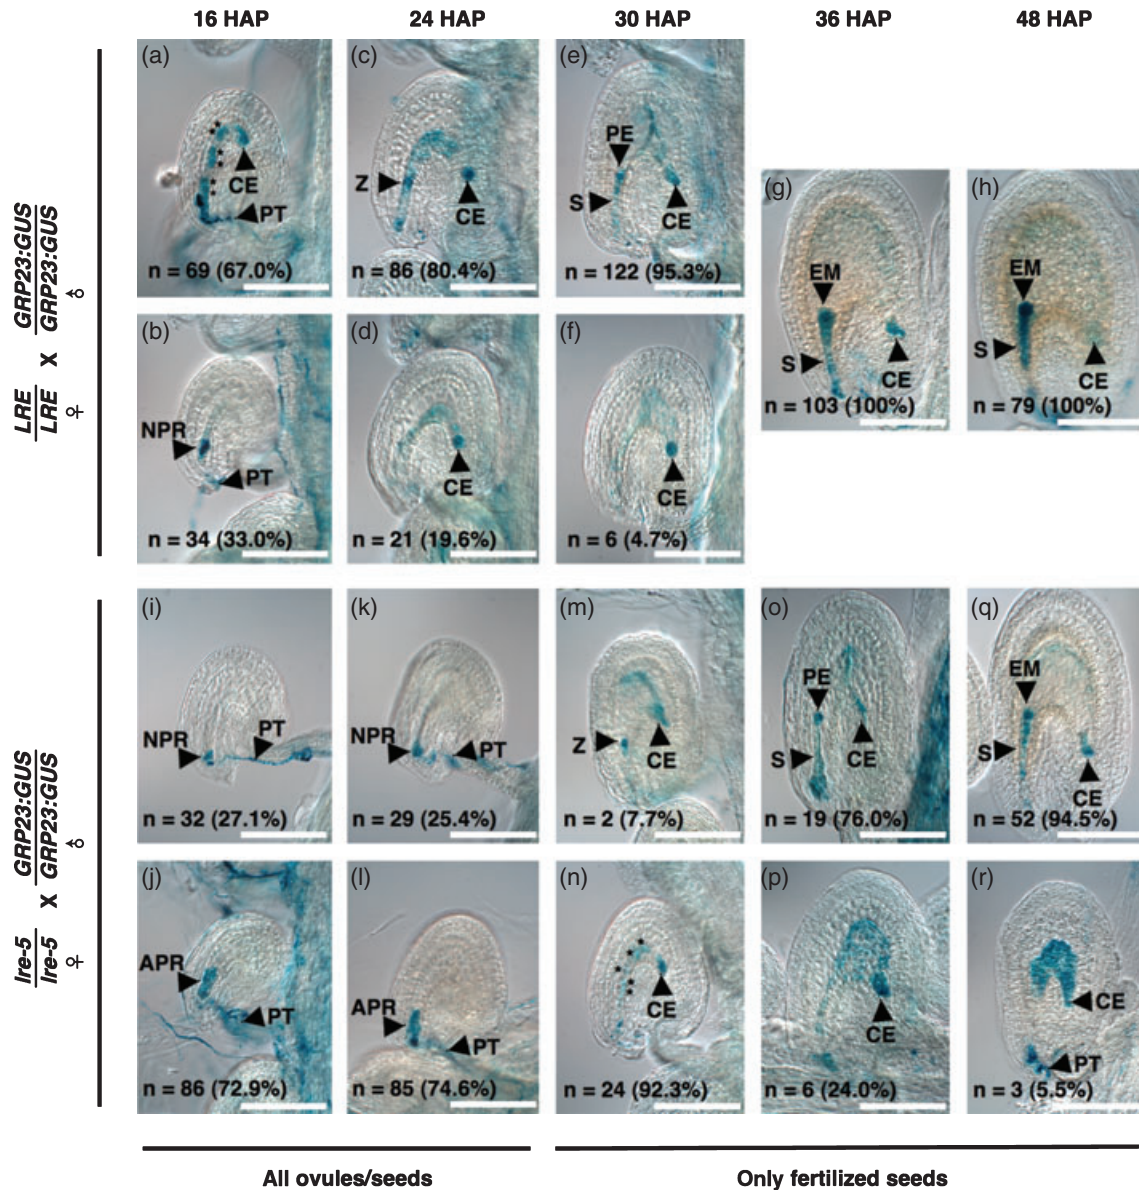 16 HAP 24 HAP 30 HAP 36 HAP 48 HAP
LRE/LRE ♀ X GRP23:GUS/GRP23:GUS ♂
(a) CE PT n = 69 (67.0%)
(c) Z CE n = 86 (80.4%)
(e) PE S CE n = 122 (95.3%)
(g) EM S CE n = 103 (100%)
(h) EM S CE n = 79 (100%)
(b) NPR PT n = 34 (33.0%)
(d) CE n = 21 (19.6%)
(f) CE n = 6 (4.7%)
lre-5/lre-5 ♀ X GRP23:GUS/GRP23:GUS ♂
(i) NPR PT n = 32 (27.1%)
(k) NPR PT n = 29 (25.4%)
(m) Z CE n = 2 (7.7%)
(o) PE S CE n = 19 (76.0%)
(q) EM S CE n = 52 (94.5%)
(j) APR PT n = 86 (72.9%)
(l) APR PT n = 85 (74.6%)
(n) CE n = 24 (92.3%)
(p) CE n = 6 (24.0%)
(r) CE PT n = 3 (5.5%)
All ovules/seeds Only fertilized seeds